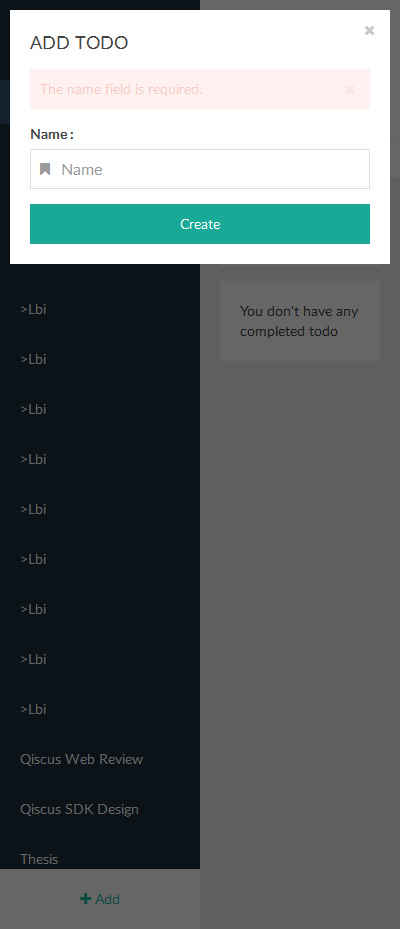 ADD TODO
The name field is required.
Name :
Name
Create
You don't have any
completed todo
>Lbi
>Lbi
>Lbi
>Lbi
>Lbi
>Lbi
>Lbi
>Lbi
>Lbi
Qiscus Web Review
Qiscus SDK Design
Thesis
Add